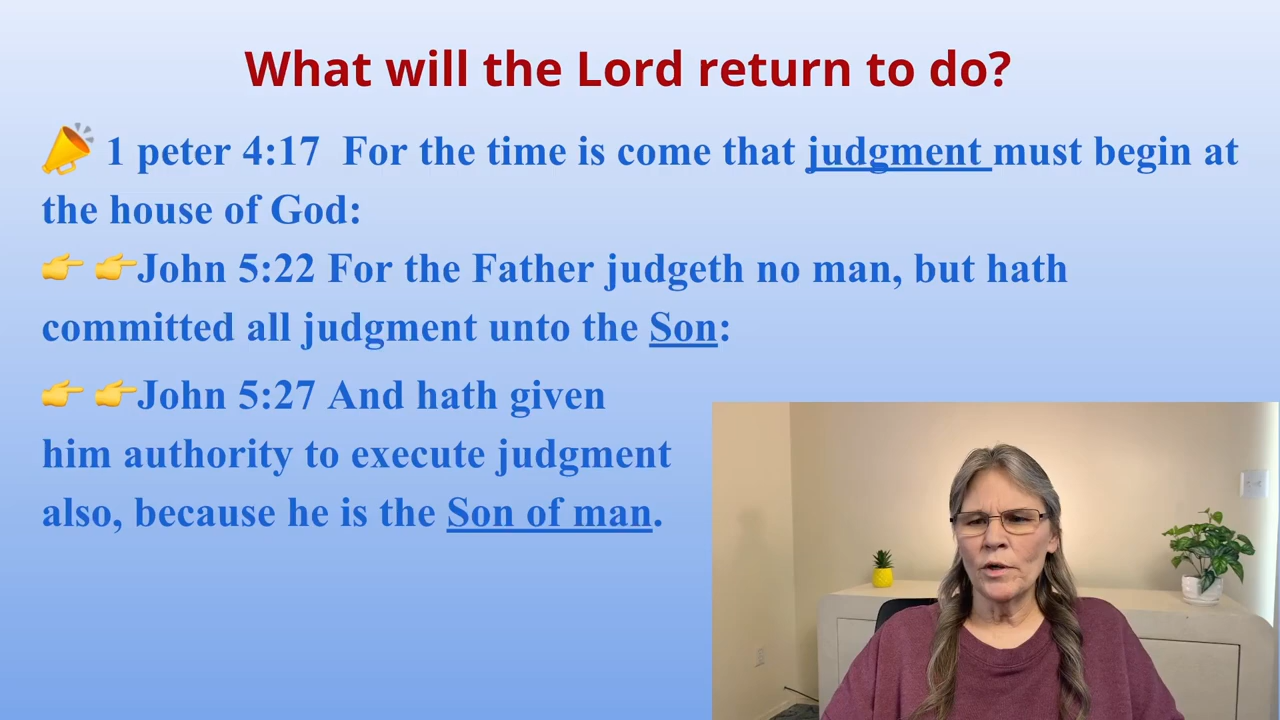 What will the Lord return to do?
1 peter 4:17 For the time is come that judgment must begin at
the house of God:
John 5:22 For the Father judgeth no man, but hath
committed all judgment unto the Son:
John 5:27 And hath given
him authority to execute judgment
also, because he is the Son of man.